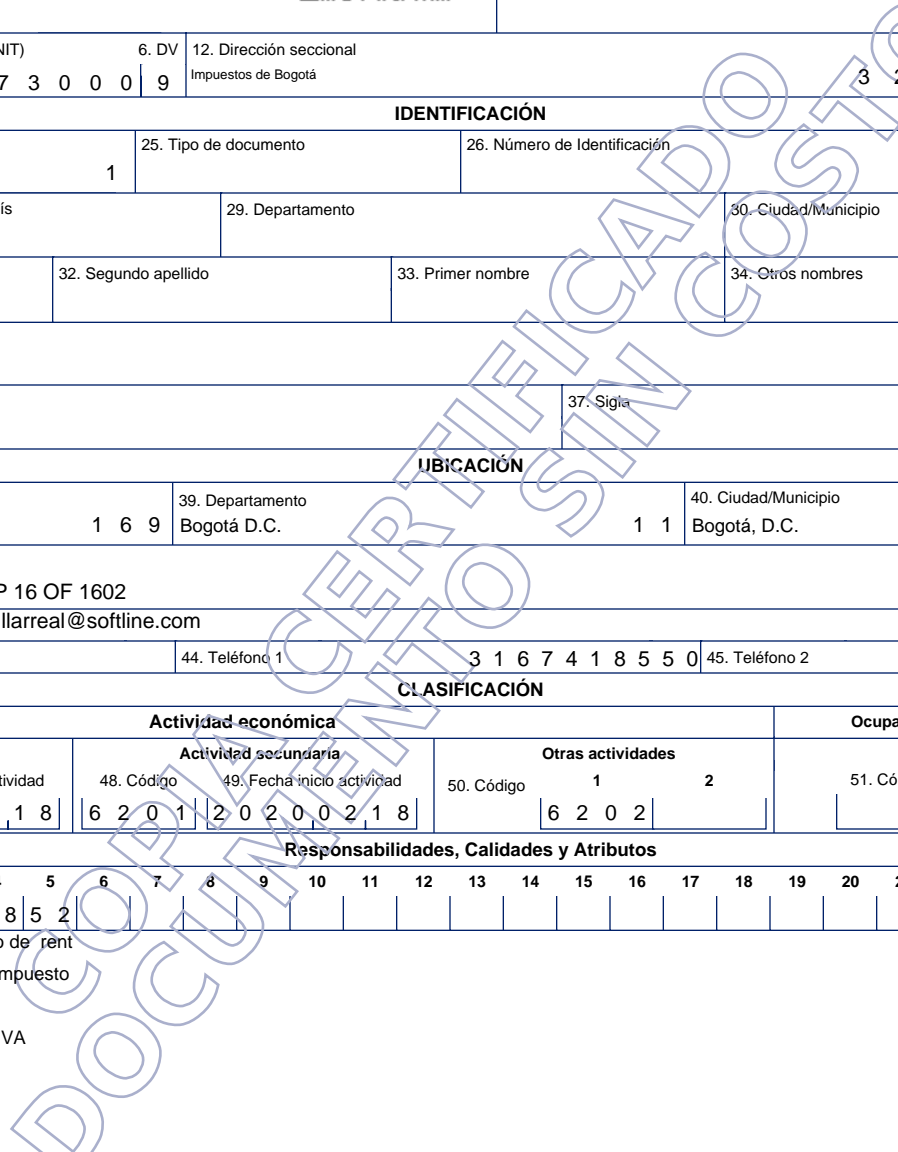 NIT) 6. DV 12. Dirección seccional
7 3 0 0 0 9 Impuestos de Bogotá 3 2
IDENTIFICACIÓN
25. Tipo de documento 26. Número de Identificación
1
ís 29. Departamento 30. Ciudad/Municipio
32. Segundo apellido 33. Primer nombre 34. Otros nombres
37. Sigla
UBICACIÓN
39. Departamento 40. Ciudad/Municipio
1 6 9 Bogotá D.C. 1 1 Bogotá, D.C.
P 16 OF 1602
llarreal@softline.com
44. Teléfono 1 3 1 6 7 4 1 8 5 5 0 45. Teléfono 2
CLASIFICACIÓN
Actividad económica Ocupa
Actividad secundaria Otras actividades
tividad 48. Código 49. Fecha inicio actividad 50. Código 1 2 51. Có
1 8 6 2 0 1 2 0 2 0 0 2 1 8 6 2 0 2
Responsabilidades, Calidades y Atributos
5 6 7 8 9 10 11 12 13 14 15 16 17 18 19 20 2
8 5 2
o de rent
mpuesto
VA
COPIA CERTIFICADO
DOCUMENTO SIN COSTO